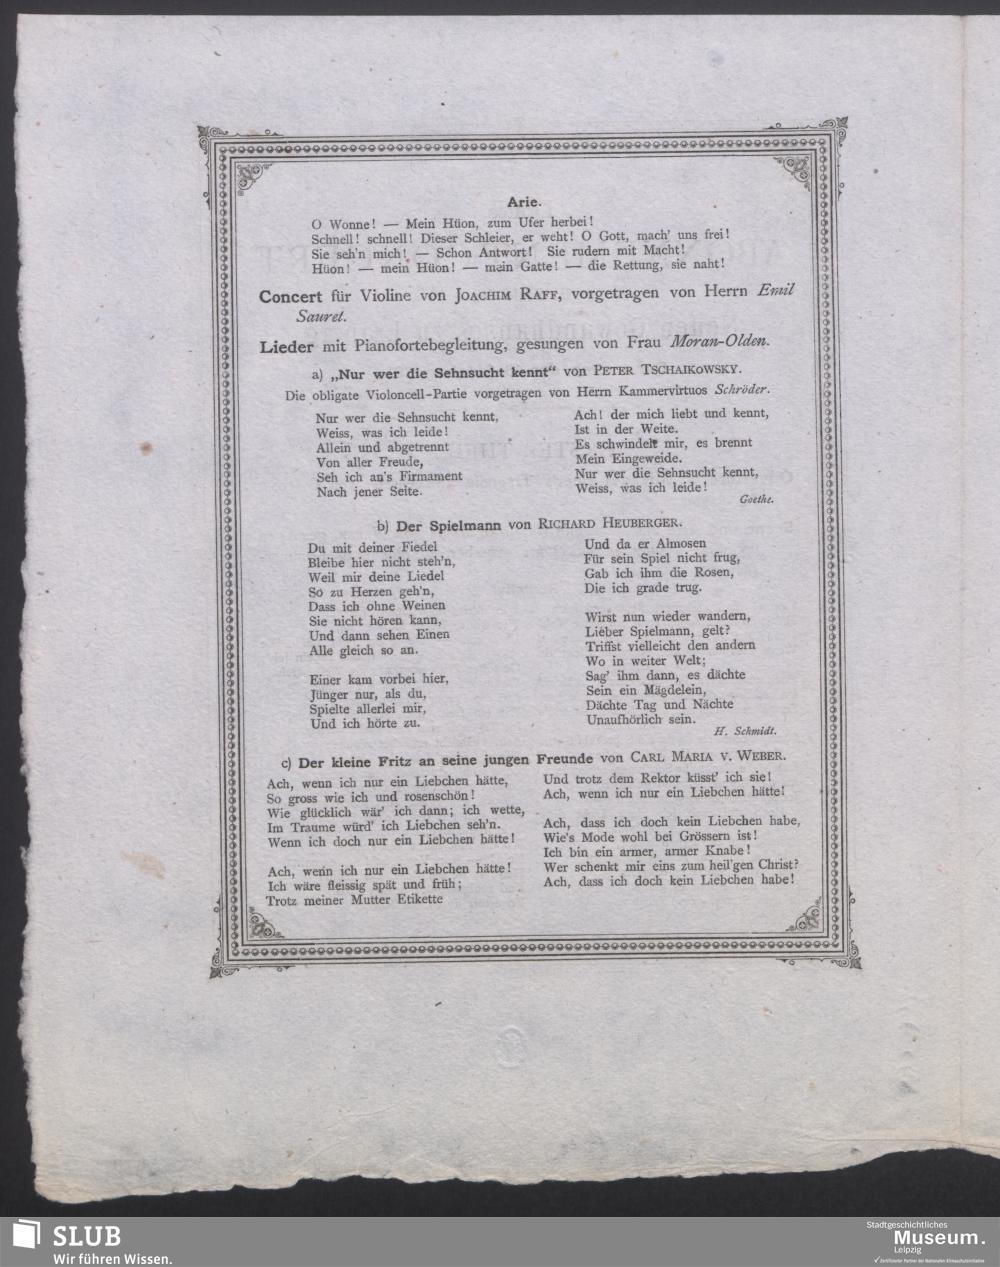 Arie.
O Wonne! — Mein Hüon, zum Ufer herbei!
Schnell! schnell! Dieser Schleier, er weht! O Gott, mach' uns frei!
Sie seh'n mich! — Schon Antwort! Sie rudern mit Macht!
Hüon! — mein Hüon! — mein Gatte! — die Rettung, sie naht!
Concert für Violine von JOACHIM RAFF, vorgetragen von Herrn Emil
Sauret.
Lieder mit Pianofortebegleitung, gesungen von Frau Moran-Olden.
a) „Nur wer die Sehnsucht kennt“ von PETER TSCHAIKOWSKY.
Die obligate Violoncell-Partie vorgetragen von Herrn Kammervirtuos Schröder.
Nur wer die Sehnsucht kennt,
Weiss, was ich leide!
Allein und abgetrennt
Von aller Freude,
Seh ich an's Firmament
Nach jener Seite.
Ach! der mich liebt und kennt,
Ist in der Weite.
Es schwindelt mir, es brennt
Mein Eingeweide.
Nur wer die Sehnsucht kennt,
Weiss, was ich leide!
Goethe.
b) Der Spielmann von RICHARD HEUBERGER.
Du mit deiner Fiedel
Bleibe hier nicht steh'n,
Weil mir deine Liedel
So zu Herzen geh'n,
Dass ich ohne Weinen
Sie nicht hören kann,
Und dann sehen Einen
Alle gleich so an.
Einer kam vorbei hier,
Jünger nur, als du,
Spielte allerlei mir,
Und ich hörte zu.
Und da er Almosen
Für sein Spiel nicht frug,
Gab ich ihm die Rosen,
Die ich grade trug.
Wirst nun wieder wandern,
Lieber Spielmann, gelt?
Triffst vielleicht den andern
Wo in weiter Welt;
Sag' ihm dann, es dächte
Sein ein Mägdelein,
Dächte Tag und Nächte
Unaufhörlich sein.
H. Schmidt.
c) Der kleine Fritz an seine jungen Freunde von CARL MARIA V. WEBER.
Ach, wenn ich nur ein Liebchen hätte,
So gross wie ich und rosenschön!
Wie glücklich wär' ich dann; ich wette,
Im Traume würd' ich Liebchen seh'n.
Wenn ich doch nur ein Liebchen hätte!
Ach, wenn ich nur ein Liebchen hätte!
Ich wäre fleissig spät und früh;
Trotz meiner Mutter Etikette
Und trotz dem Rektor küsst' ich sie!
Ach, wenn ich nur ein Liebchen hätte!
Ach, dass ich doch kein Liebchen habe,
Wie's Mode wohl bei Grössern ist!
Ich bin ein armer, armer Knabe!
Wer schenkt mir eins zum heil'gen Christ?
Ach, dass ich doch kein Liebchen habe!
SLUB
Wir führen Wissen.
Stadtgeschichtliches
Museum.
Leipzig
Zertifizierter Partner der Nationalen Klimaschutzinitiative